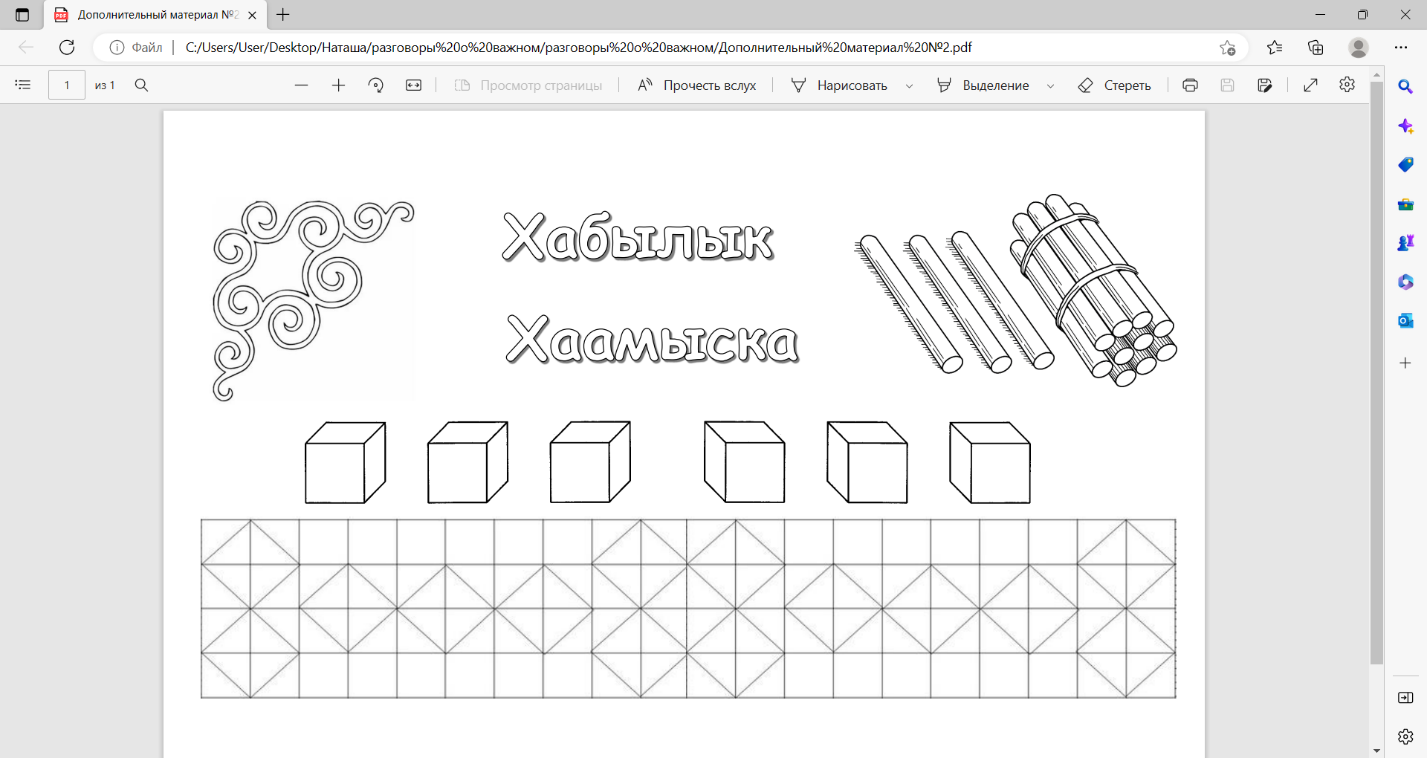 Дополнительный материал №2
Файл
C:/Users/User/Desktop/Наташа/разговоры%20о%20важном/разговоры%20о%20важном/Дополнительный%20материал%20№2.pdf
1 из 1
Просмотр страницы
Прочесть вслух
Нарисовать
Выделение
Стереть
Хабылык
Хаамыска